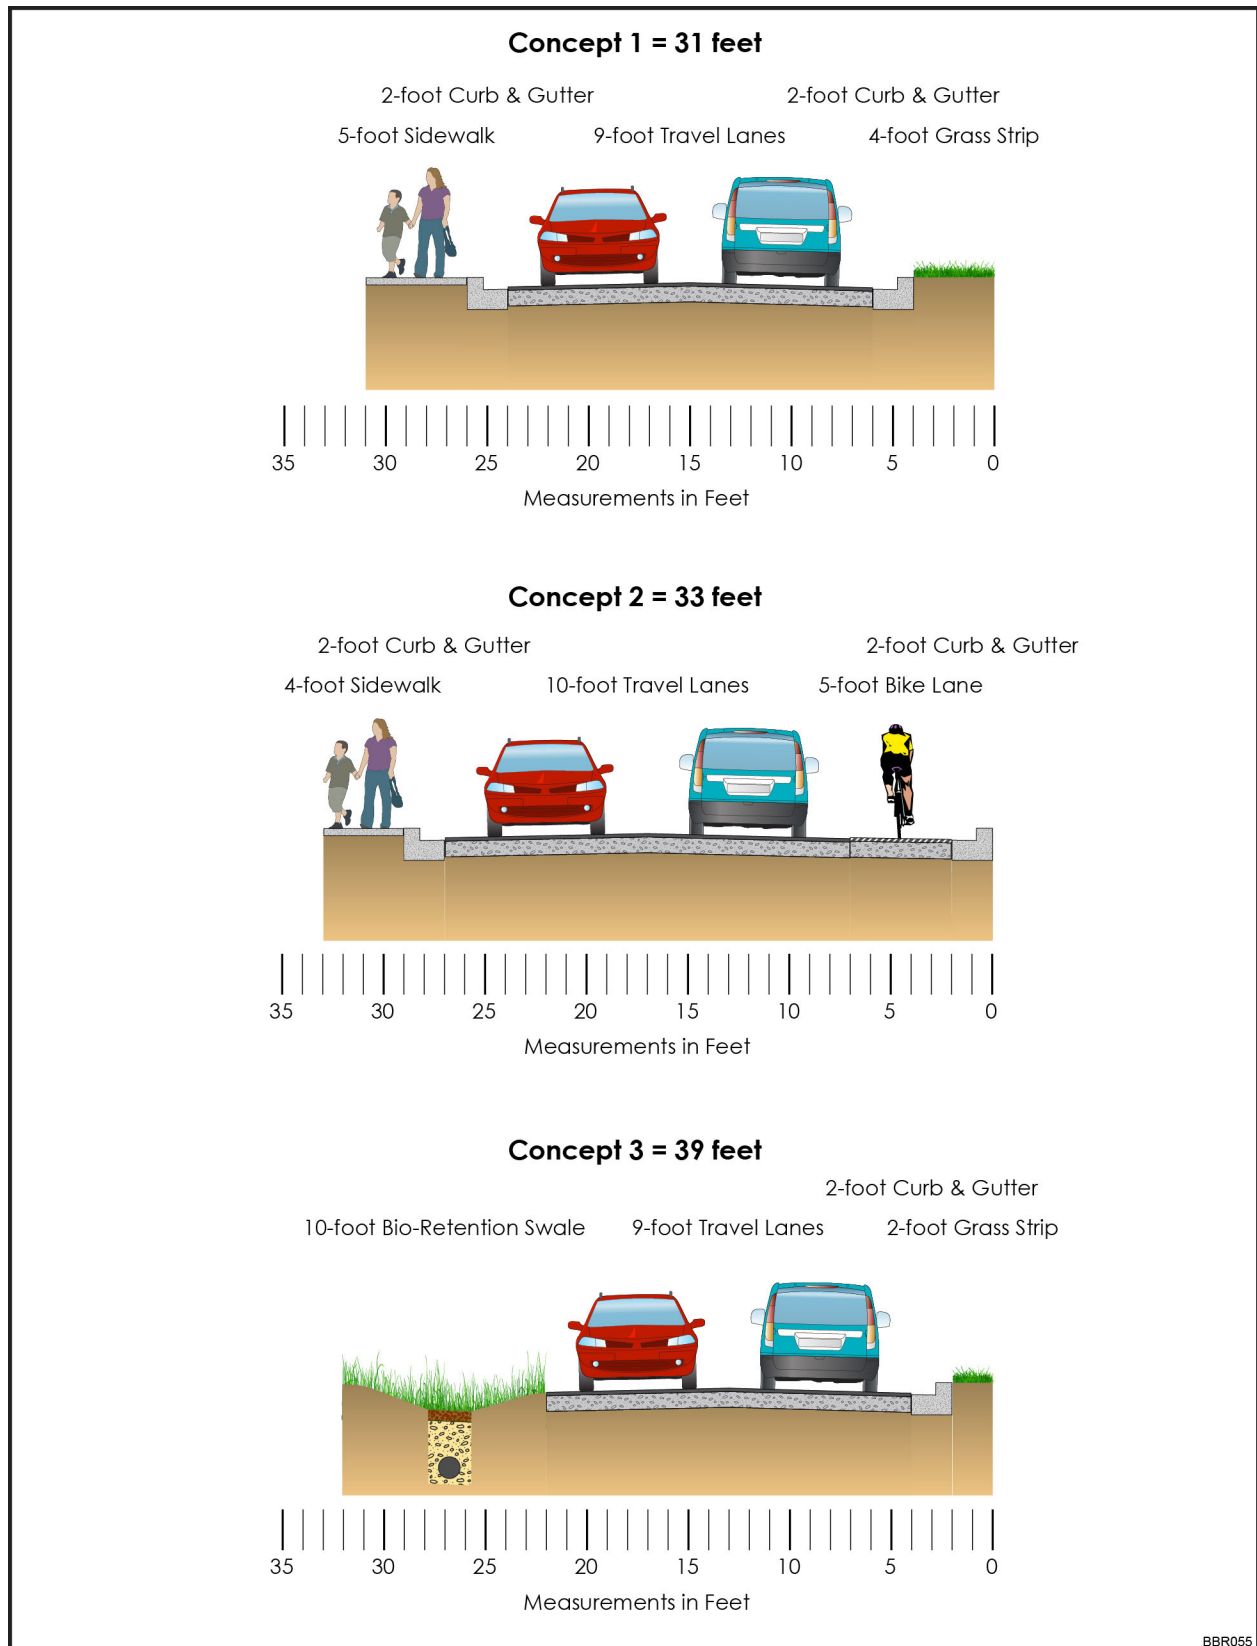 Concept 1 = 31 feet
2-foot Curb & Gutter 2-foot Curb & Gutter
5-foot Sidewalk 9-foot Travel Lanes 4-foot Grass Strip
35 30 25 20 15 10 5 0
Measurements in Feet
Concept 2 = 33 feet
2-foot Curb & Gutter 2-foot Curb & Gutter
4-foot Sidewalk 10-foot Travel Lanes 5-foot Bike Lane
35 30 25 20 15 10 5 0
Measurements in Feet
Concept 3 = 39 feet
2-foot Curb & Gutter
10-foot Bio-Retention Swale 9-foot Travel Lanes 2-foot Grass Strip
35 30 25 20 15 10 5 0
Measurements in Feet
BBR055